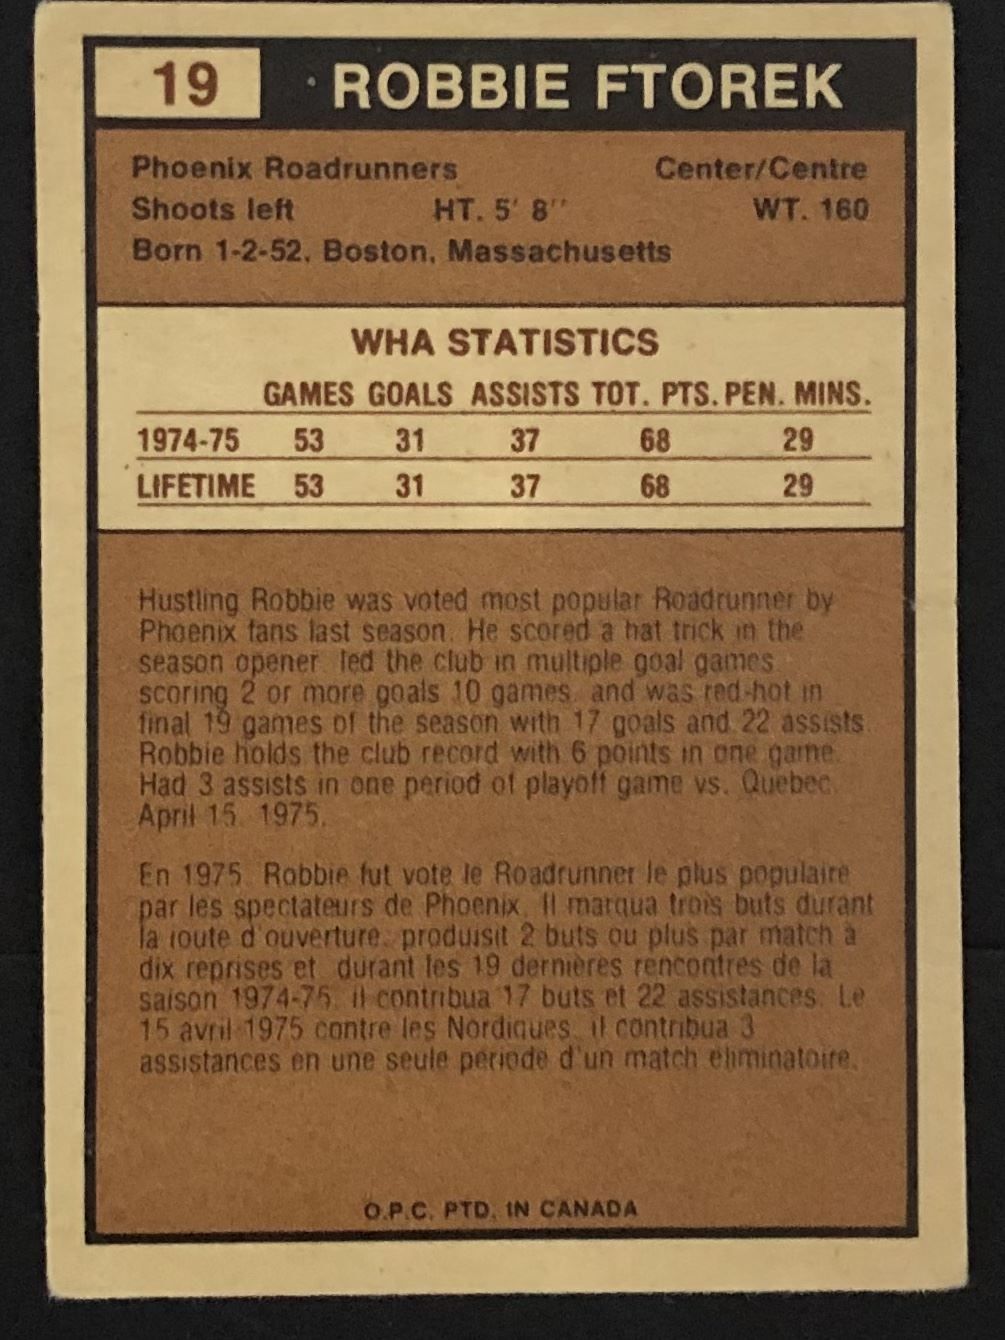 19 ROBBIE FTOREK
Phoenix Roadrunners Center/Centre
Shoots left HT. 5' 8'' WT. 160
Born 1-2-52, Boston, Massachusetts
WHA STATISTICS
GAMES GOALS ASSISTS TOT. PTS. PEN. MINS.
1974-75 53 31 37 68 29
LIFETIME 53 31 37 68 29
Hustling Robbie was voted most popular Roadrunner by
Phoenix fans last season. He scored a hat trick in the
season opener, led the club in multiple goal games
scoring 2 or more goals 10 games, and was red-hot in
final 19 games of the season with 17 goals and 22 assists.
Robbie holds the club record with 6 points in one game.
Had 3 assists in one period of playoff game vs. Quebec,
April 15, 1975.
En 1975, Robbie fut vote le Roadrunner le plus populaire
par les spectateurs de Phoenix. Il marqua trois buts durant
la joute d'ouverture, produisit 2 buts ou plus par match à
dix reprises et, durant les 19 dernières rencontres de la
saison 1974-75, il contribua 17 buts et 22 assistances. Le
15 avril 1975 contre les Nordiques, il contribua 3
assistances en une seule période d'un match éliminatoire.
O.P.C. PTD. IN CANADA